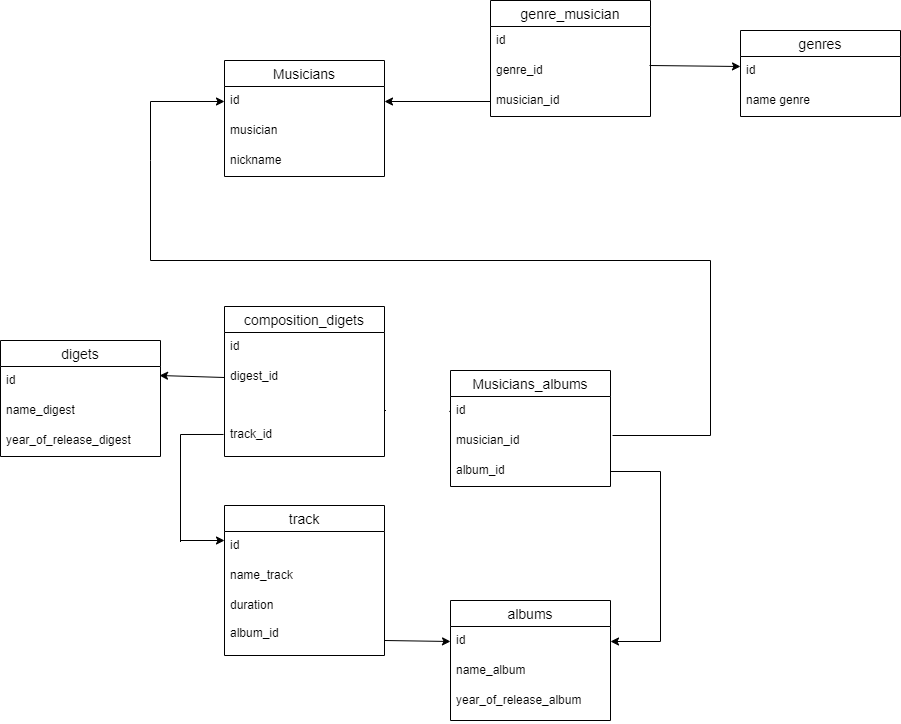 genre_musician
id
genre_id
musician_id
genres
id
name genre
Musicians
id
musician
nickname
composition_digets
id
digest_id
track_id
digets
id
name_digest
year_of_release_digest
Musicians_albums
id
musician_id
album_id
track
id
name_track
duration
album_id
albums
id
name_album
year_of_release_album